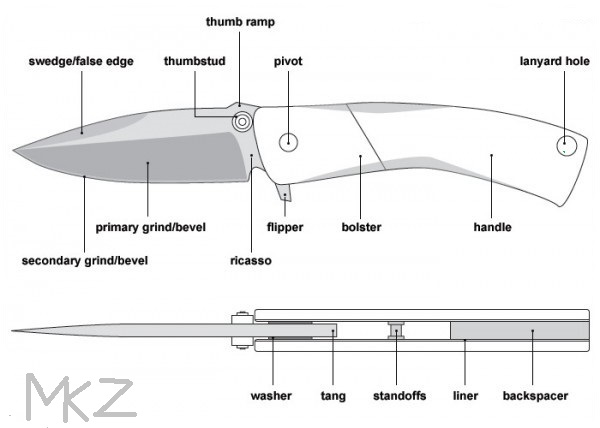 thumb ramp
swedge/false edge
thumbstud
pivot
lanyard hole
primary grind/bevel
flipper
bolster
handle
secondary grind/bevel
ricasso
washer
tang
standoffs
liner
backspacer
MKZ